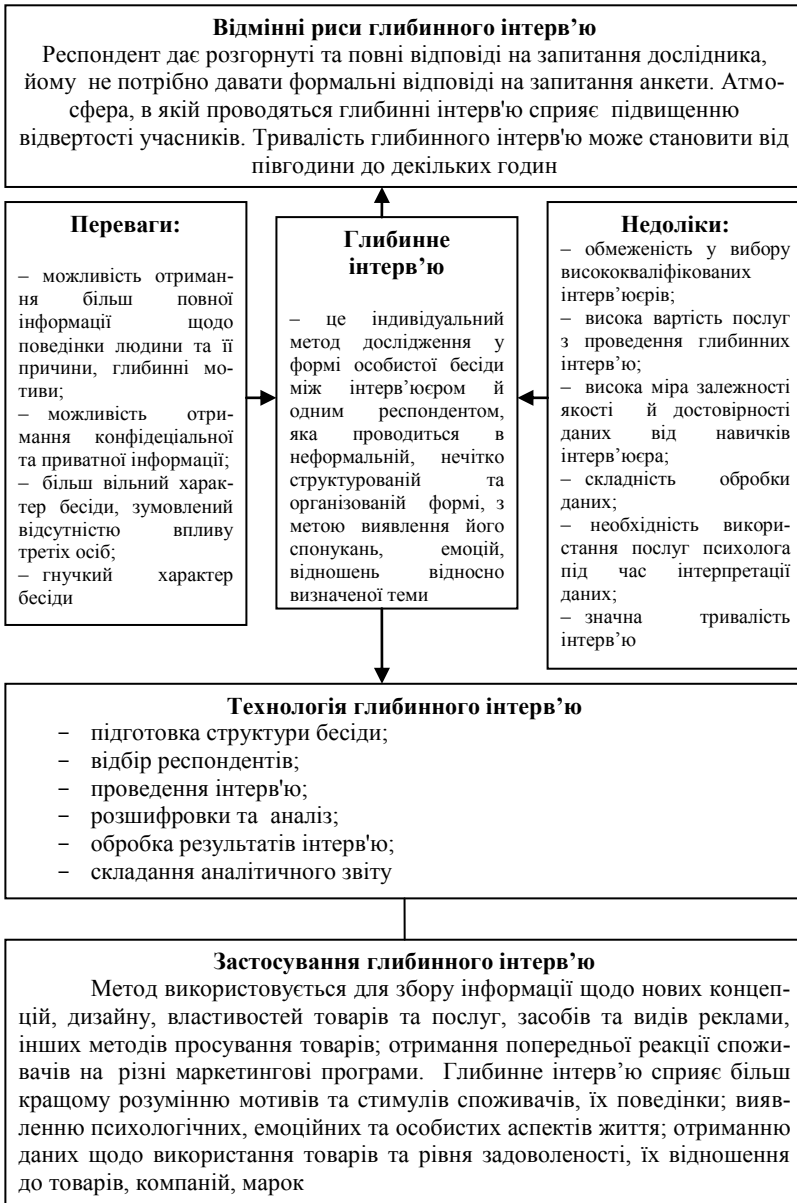 Відмінні риси глибинного інтерв’ю
Респондент дає розгорнуті та повні відповіді на запитання дослідника,
йому не потрібно давати формальні відповіді на запитання анкети. Атмо-
сфера, в якій проводяться глибинні інтерв'ю сприяє підвищенню
відвертості учасників. Тривалість глибинного інтерв'ю може становити від
півгодини до декількох годин
Переваги:
– можливість отриман-
ня більш повної
інформації щодо
поведінки людини та її
причини, глибинні мо-
тиви;
– можливість отри-
мання конфідеціальної
та приватної інформації;
– більш вільний харак-
тер бесіди, зумовлений
відсутністю впливу
третіх осіб;
– гнучкий характер
бесіди
Глибинне
інтерв’ю
– це індивідуальний
метод дослідження у
формі особистої бесіди
між інтерв’юєром й
одним респондентом,
яка проводиться в
неформальній, нечітко
структурованій та
організованій формі, з
метою виявлення його
спонукань, емоцій,
відношень відносно
визначеної теми
Недоліки:
– обмеженість у вибору
висококваліфікованих
інтерв’юєрів;
– висока вартість послуг
з проведення глибинних
інтерв’ю;
– висока міра залежності
якості й достовірності
даних від навичків
інтерв’юєра;
– складність обробки
даних;
– необхідність викори-
стання послуг психолога
під час інтерпретації
даних;
– значна тривалість
інтерв’ю
Технологія глибинного інтерв’ю
– підготовка структури бесіди;
– відбір респондентів;
– проведення інтерв'ю;
– розшифровки та аналіз;
– обробка результатів інтерв'ю;
– складання аналітичного звіту
Застосування глибинного інтерв’ю
Метод використовується для збору інформації щодо нових концеп-
цій, дизайну, властивостей товарів та послуг, засобів та видів реклами,
інших методів просування товарів; отримання попередньої реакції спожи-
вачів на різні маркетингові програми. Глибинне інтерв’ю сприяє більш
кращому розумінню мотивів та стимулів споживачів, їх поведінки; вияв-
ленню психологічних, емоційних та особистих аспектів життя; отриманню
даних щодо використання товарів та рівня задоволеності, їх відношення
до товарів, компаній, марок